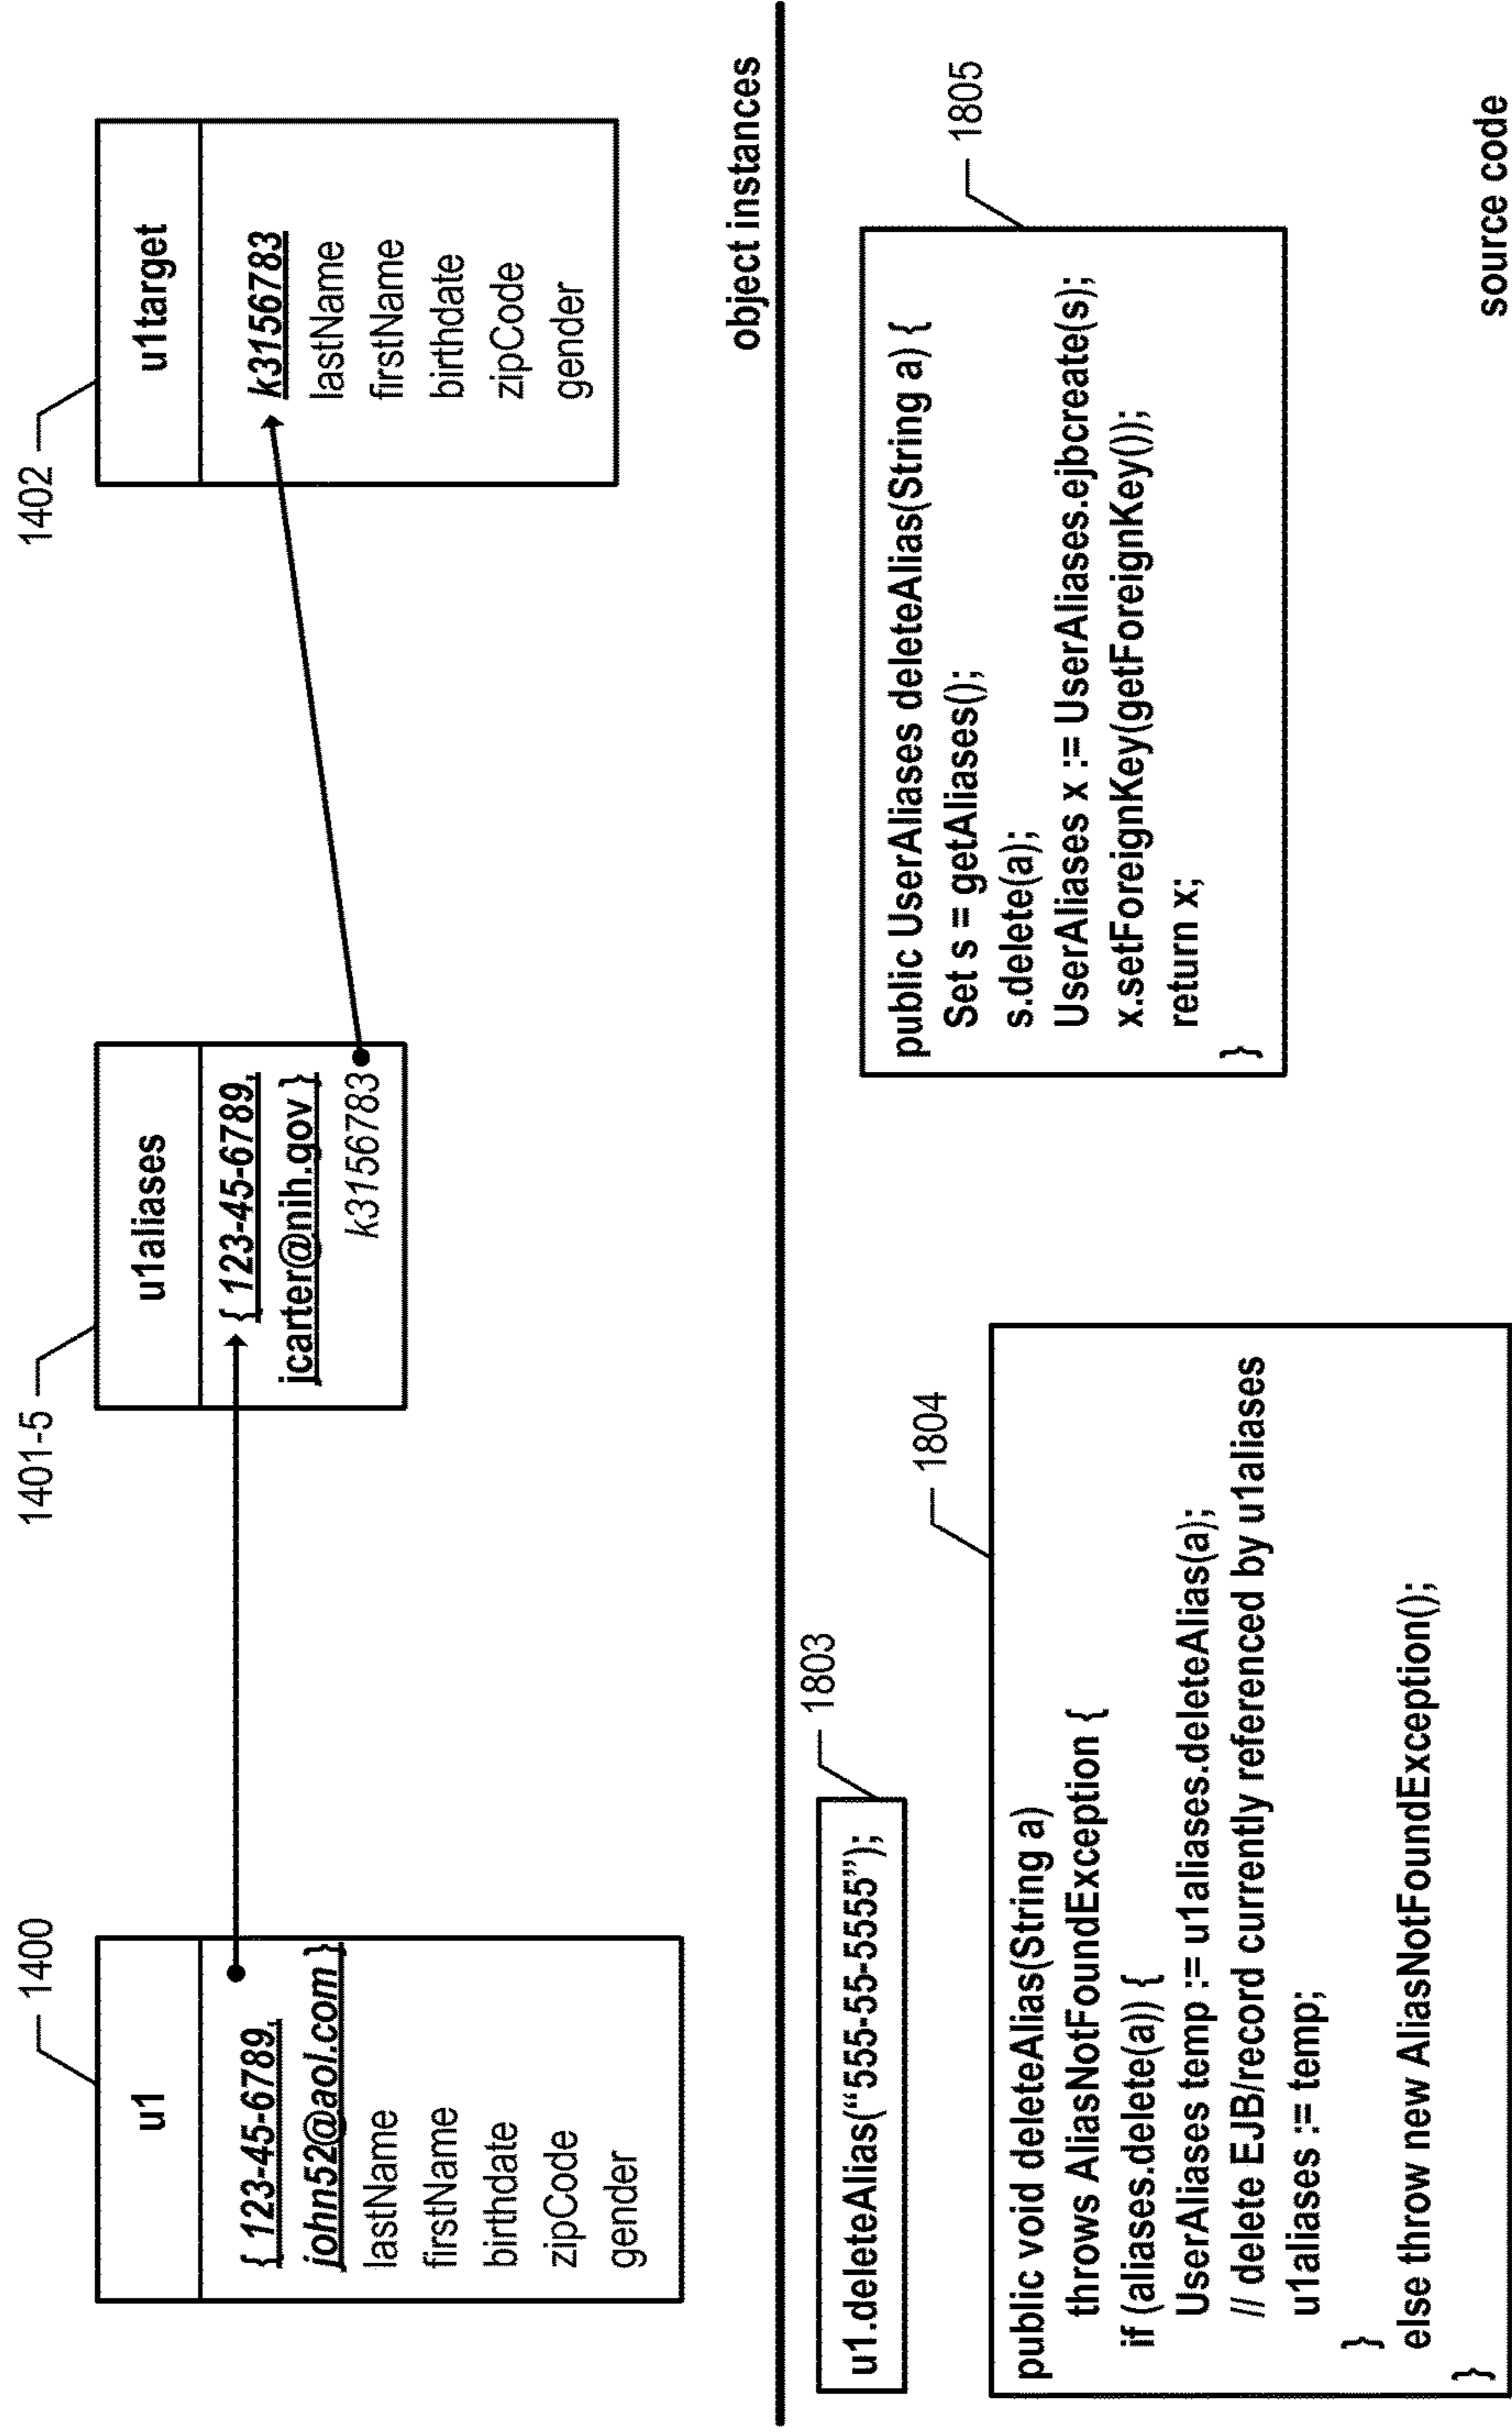 1400
u1
{ 123-45-6789,
john52@aol.com }
lastName
firstName
birthdate
zipCode
gender
1401-5
u1aliases
{ 123-45-6789,
jcarter@nih.gov }
k3156783
1402
u1target
k3156783
lastName
firstName
birthdate
zipCode
gender
object instances
1803
u1.deleteAlias(“555-55-5555”);
1804
public void deleteAlias(String a)
throws AliasNotFoundException {
if (aliases.delete(a)) {
UserAliases temp := u1aliases.deleteAlias(a);
// delete EJB/record currently referenced by u1aliases
u1aliases := temp;
}
else throw new AliasNotFoundException();
}
1805
public UserAliases deleteAlias(String a) {
Set s = getAliases();
s.delete(a);
UserAliases x := UserAliases.ejbcreate(s);
x.setForeignKey(getForeignKey());
return x;
}
source code